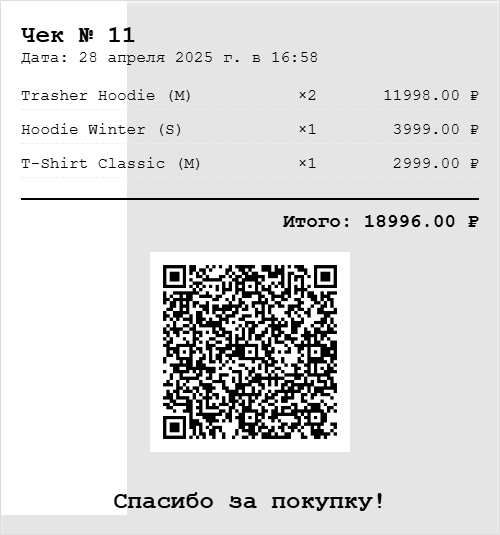 Чек № 11
Дата: 28 апреля 2025 г. в 16:58
Trasher Hoodie (M) ×2 11998.00 ₽
Hoodie Winter (S) ×1 3999.00 ₽
T-Shirt Classic (M) ×1 2999.00 ₽
Итого: 18996.00 ₽
Спасибо за покупку!